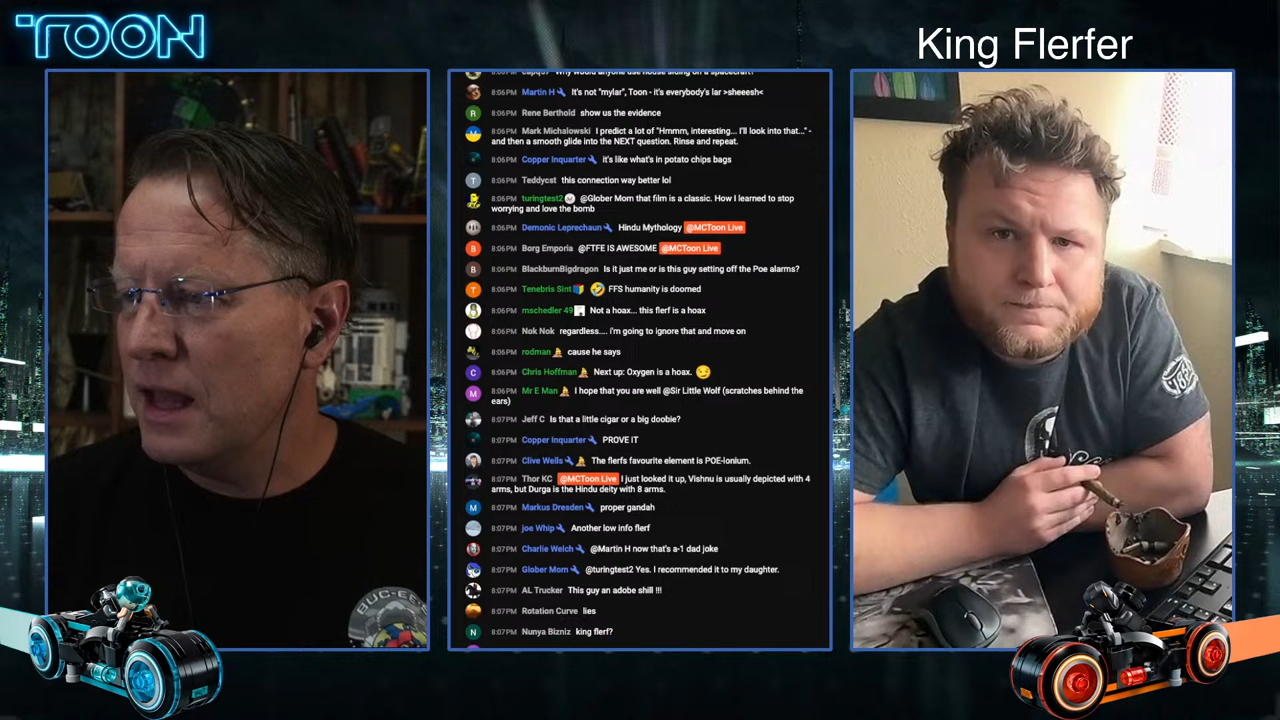 TOON
King Flerfer
Why would anyone use house siding on a spacecraft?
8:06PM Martin H It's not "mylar", Toon - it's everybody's lar >sheeesh<
R 8:06PM Rene Berthold show us the evidence
8:06PM Mark Michalowski I predict a lot of "Hmmm, interesting... I'll look into that..." -
and then a smooth glide into the NEXT question. Rinse and repeat.
8:06PM Copper Inquarter it's like what's in potato chips bags
T 8:06PM Teddycst this connection way better lol
8:06PM turingtest2 @Glober Mom that film is a classic. How I learned to stop
worrying and love the bomb
8:06PM Demonic Leprechaun Hindu Mythology @MCToon Live
B 8:06PM Borg Emporia @FTFE IS AWESOME @MCToon Live
B 8:06PM BlackburnBigdragon Is it just me or is this guy setting off the Poe alarms?
T 8:06PM Tenebris Sint 🤣 FFS humanity is doomed
8:06PM mschedler 49 Not a hoax... this flerf is a hoax
8:06PM Nok Nok regardless.... i'm going to ignore that and move on
8:06PM rodman cause he says
C 8:06PM Chris Hoffman Next up: Oxygen is a hoax. 😏
M 8:06PM Mr E Man I hope that you are well @Sir Little Wolf (scratches behind the
ears)
8:07PM Jeff C Is that a little cigar or a big doobie?
8:07PM Copper Inquarter PROVE IT
8:07PM Clive Wells The flerfs favourite element is POE-lonium.
8:07PM Thor KC @MCToon Live I just looked it up, Vishnu is usually depicted with 4
arms, but Durga is the Hindu deity with 8 arms.
M 8:07PM Markus Dresden proper gandah
8:07PM joe Whip Another low info flerf
8:07PM Charlie Welch @Martin H now that's a-1 dad joke
8:07PM Glober Mom @turingtest2 Yes. I recommended it to my daughter.
8:07PM AL Trucker This guy an adobe shill !!!
8:07PM Rotation Curve lies
N 8:07PM Nunya Bizniz king flerf?